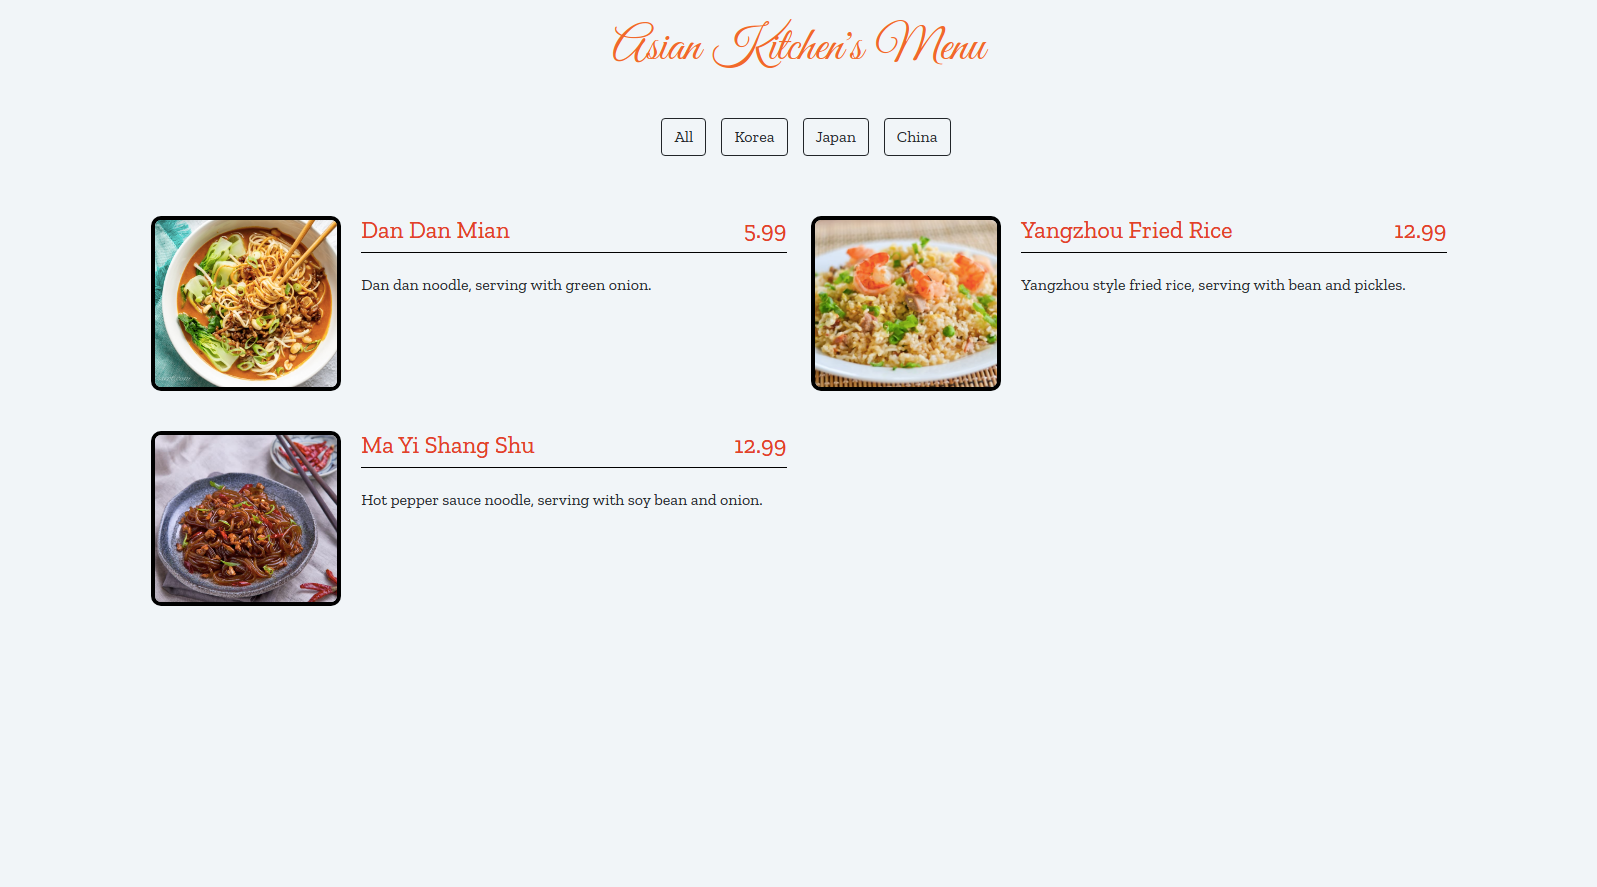 Asian Kitchen's Menu
All Korea Japan China
Dan Dan Mian 5.99
Dan dan noodle, serving with green onion.
Yangzhou Fried Rice 12.99
Yangzhou style fried rice, serving with bean and pickles.
Ma Yi Shang Shu 12.99
Hot pepper sauce noodle, serving with soy bean and onion.